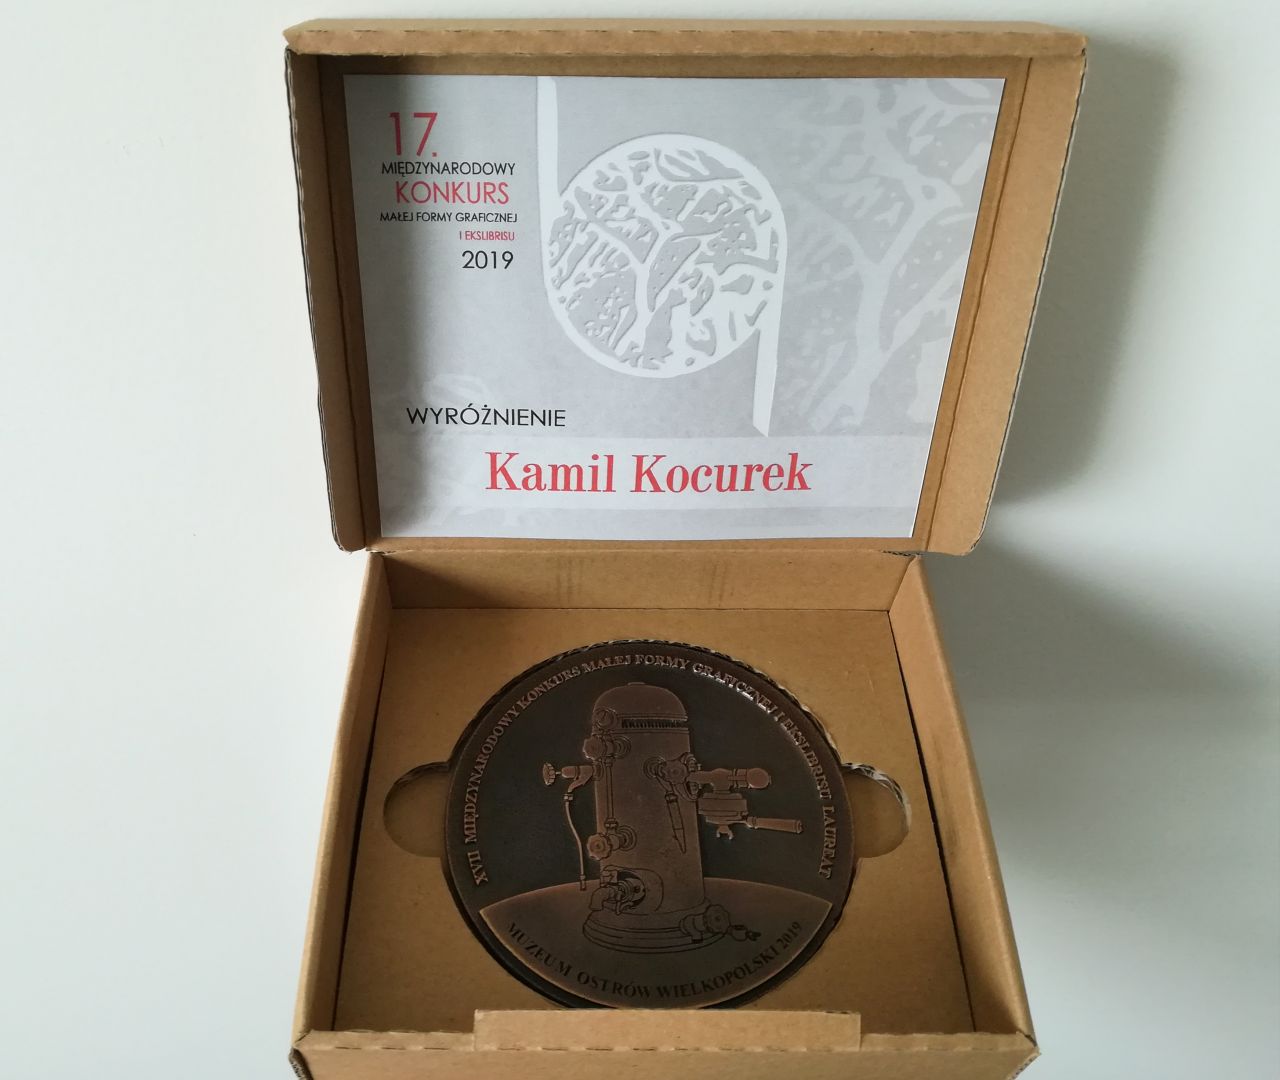 17.
MIĘDZYNARODOWY
KONKURS
MAŁEJ FORMY GRAFICZNEJ
I EKSLIBRISU
2019
WYRÓŻNIENIE
Kamil Kocurek
XVII MIĘDZYNARODOWY KONKURS MAŁEJ FORMY GRAFICZNEJ I EKSLIBRISU LAUREAT
MUZEUM OSTRÓW WIELKOPOLSKI 2019